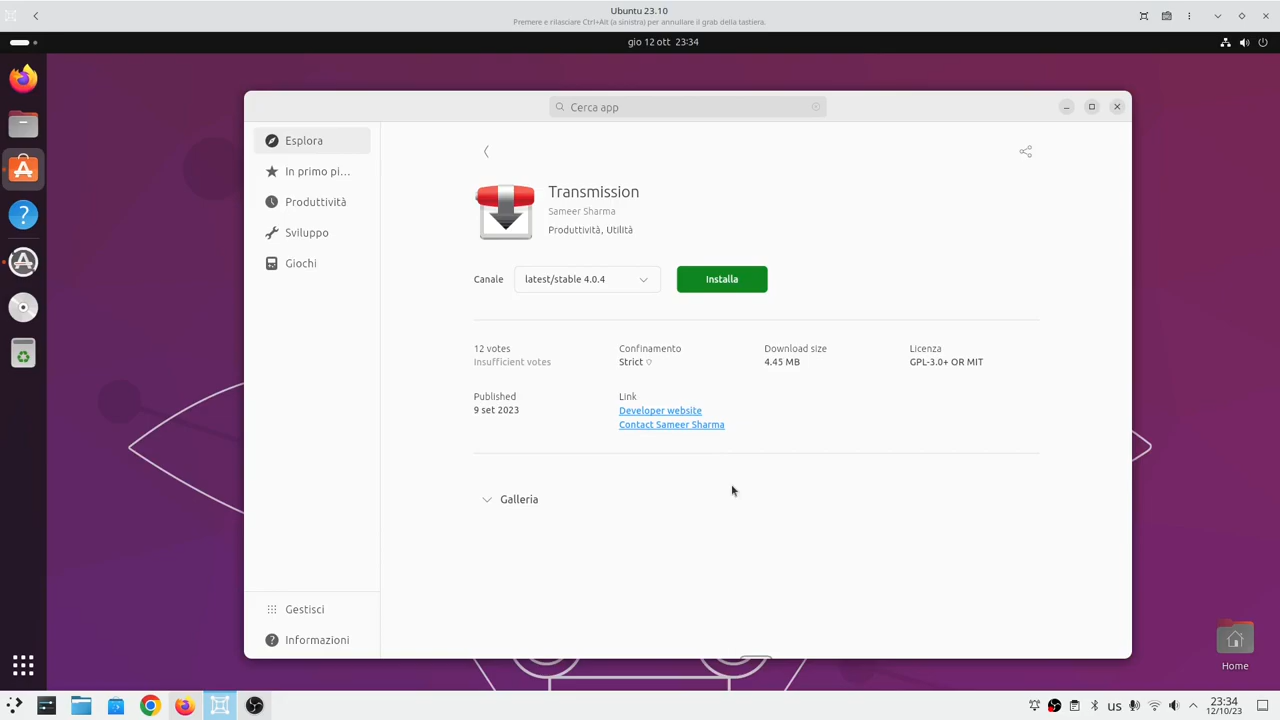 Ubuntu 23.10
Premere e rilasciare Ctrl+Alt (a sinistra) per annullare il grab della tastiera.
gio 12 ott 23:34
Cerca app
Esplora
In primo pi...
Produttività
Sviluppo
Giochi
Gestisci
Informazioni
Transmission
Sameer Sharma
Produttività, Utilità
Canale
latest/stable 4.0.4
Installa
12 votes
Insufficient votes
Confinamento
Strict
Download size
4.45 MB
Licenza
GPL-3.0+ OR MIT
Published
9 set 2023
Link
Developer website
Contact Sameer Sharma
Galleria
Home
us
23:34
12/10/23